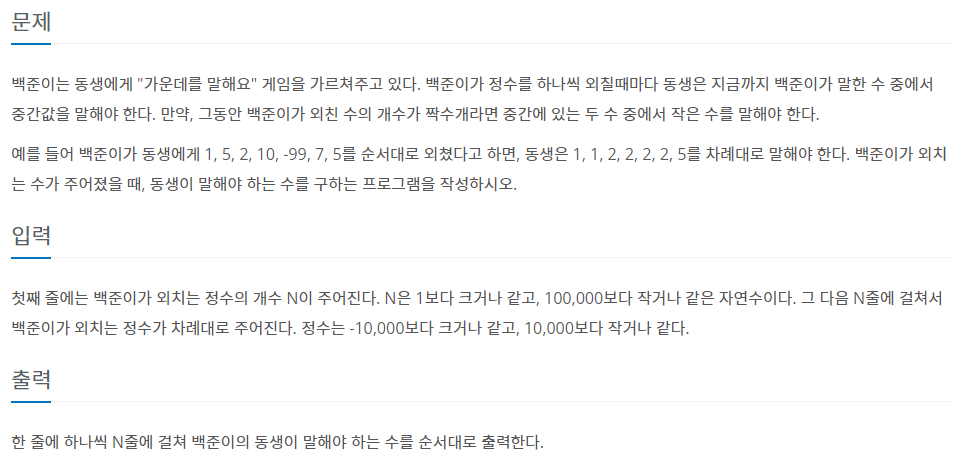 문제
백준이는 동생에게 "가운데를 말해요" 게임을 가르쳐주고 있다. 백준이가 정수를 하나씩 외칠때마다 동생은 지금까지 백준이가 말한 수 중에서
중간값을 말해야 한다. 만약, 그동안 백준이가 외친 수의 개수가 짝수개라면 중간에 있는 두 수 중에서 작은 수를 말해야 한다.
예를 들어 백준이가 동생에게 1, 5, 2, 10, -99, 7, 5를 순서대로 외쳤다고 하면, 동생은 1, 1, 2, 2, 2, 2, 5를 차례대로 말해야 한다. 백준이가 외치
는 수가 주어졌을 때, 동생이 말해야 하는 수를 구하는 프로그램을 작성하시오.
입력
첫째 줄에는 백준이가 외치는 정수의 개수 N이 주어진다. N은 1보다 크거나 같고, 100,000보다 작거나 같은 자연수이다. 그 다음 N줄에 걸쳐서
백준이가 외치는 정수가 차례대로 주어진다. 정수는 -10,000보다 크거나 같고, 10,000보다 작거나 같다.
출력
한 줄에 하나씩 N줄에 걸쳐 백준이의 동생이 말해야 하는 수를 순서대로 출력한다.